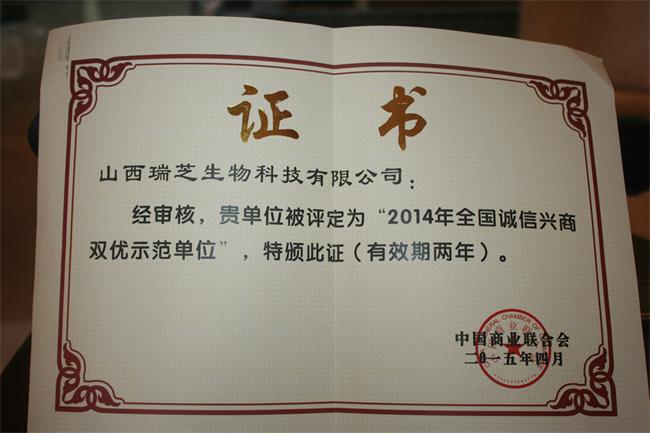 证书
山西瑞芝生物科技有限公司：
经审核，贵单位被评定为“2014年全国诚信兴商
双优示范单位”，特颁此证（有效期两年）。
中国商业联合会
二〇一五年四月